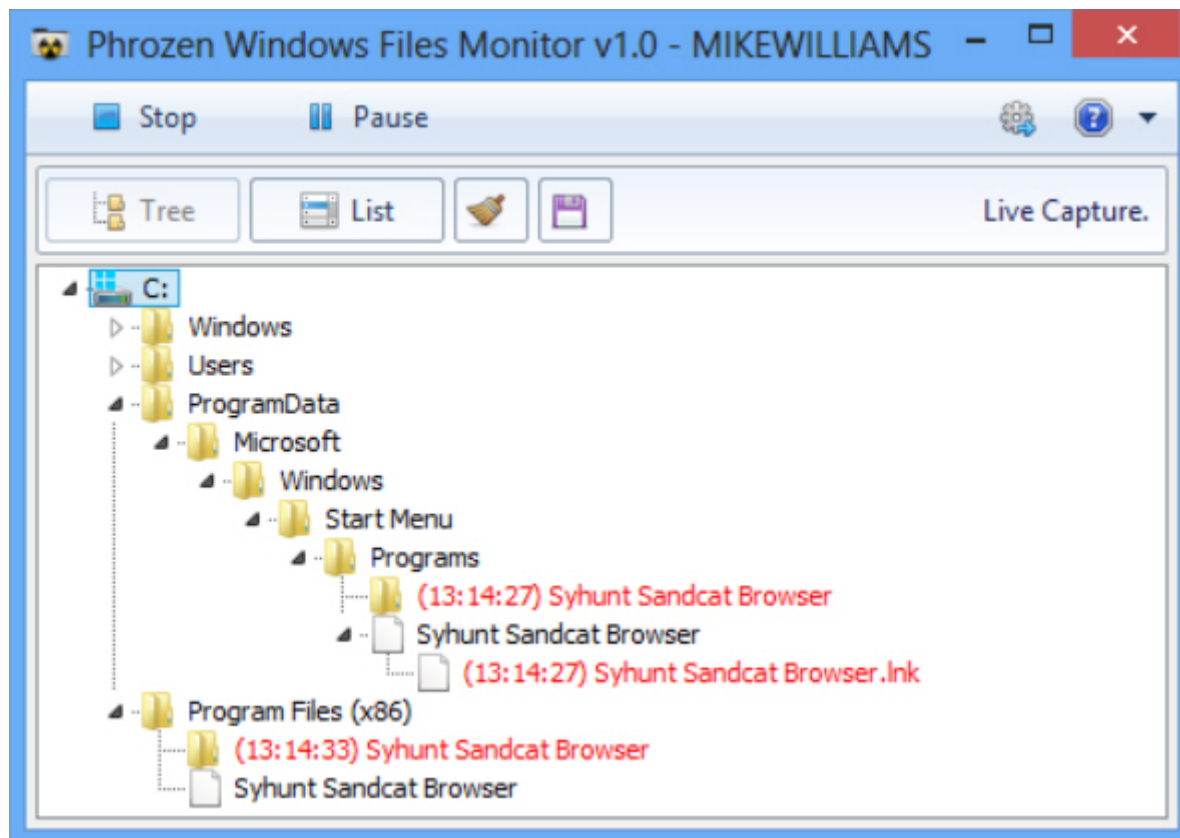 Phrozen Windows Files Monitor v1.0 - MIKEWILLIAMS
Stop Pause
Tree List Live Capture.
C:
Windows
Users
ProgramData
Microsoft
Windows
Start Menu
Programs
(13:14:27) Syhunt Sandcat Browser
Syhunt Sandcat Browser
(13:14:27) Syhunt Sandcat Browser.lnk
Program Files (x86)
(13:14:33) Syhunt Sandcat Browser
Syhunt Sandcat Browser